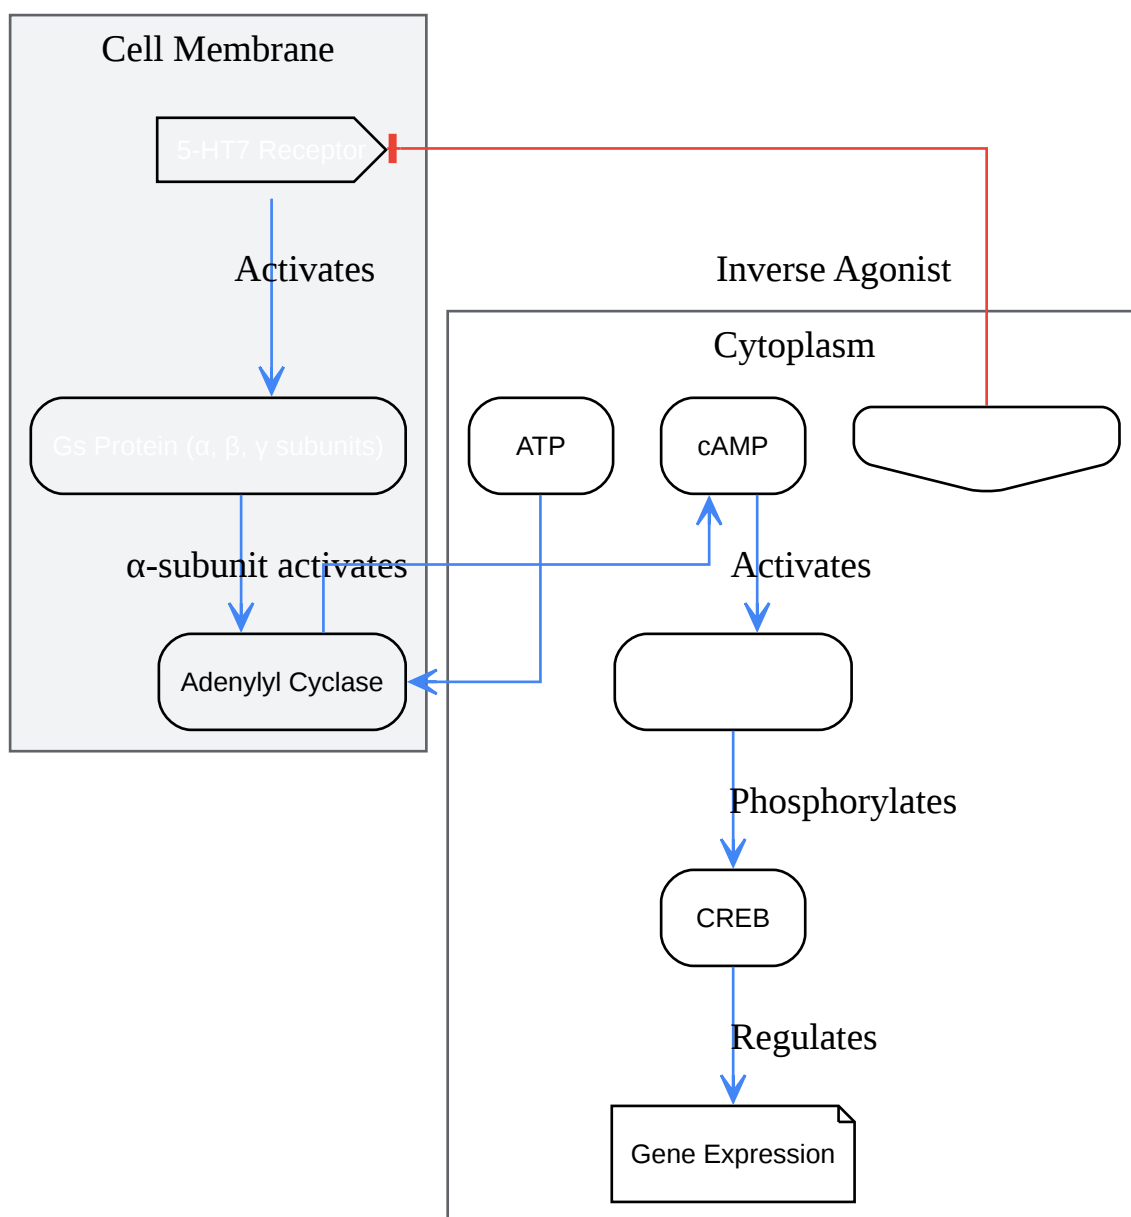 Cell Membrane
5-HT7 Receptor
Activates
Inverse Agonist
Cytoplasm
Gs Protein (α, β, γ subunits)
ATP
cAMP
α-subunit activates
Activates
Adenylyl Cyclase
Phosphorylates
CREB
Regulates
Gene Expression